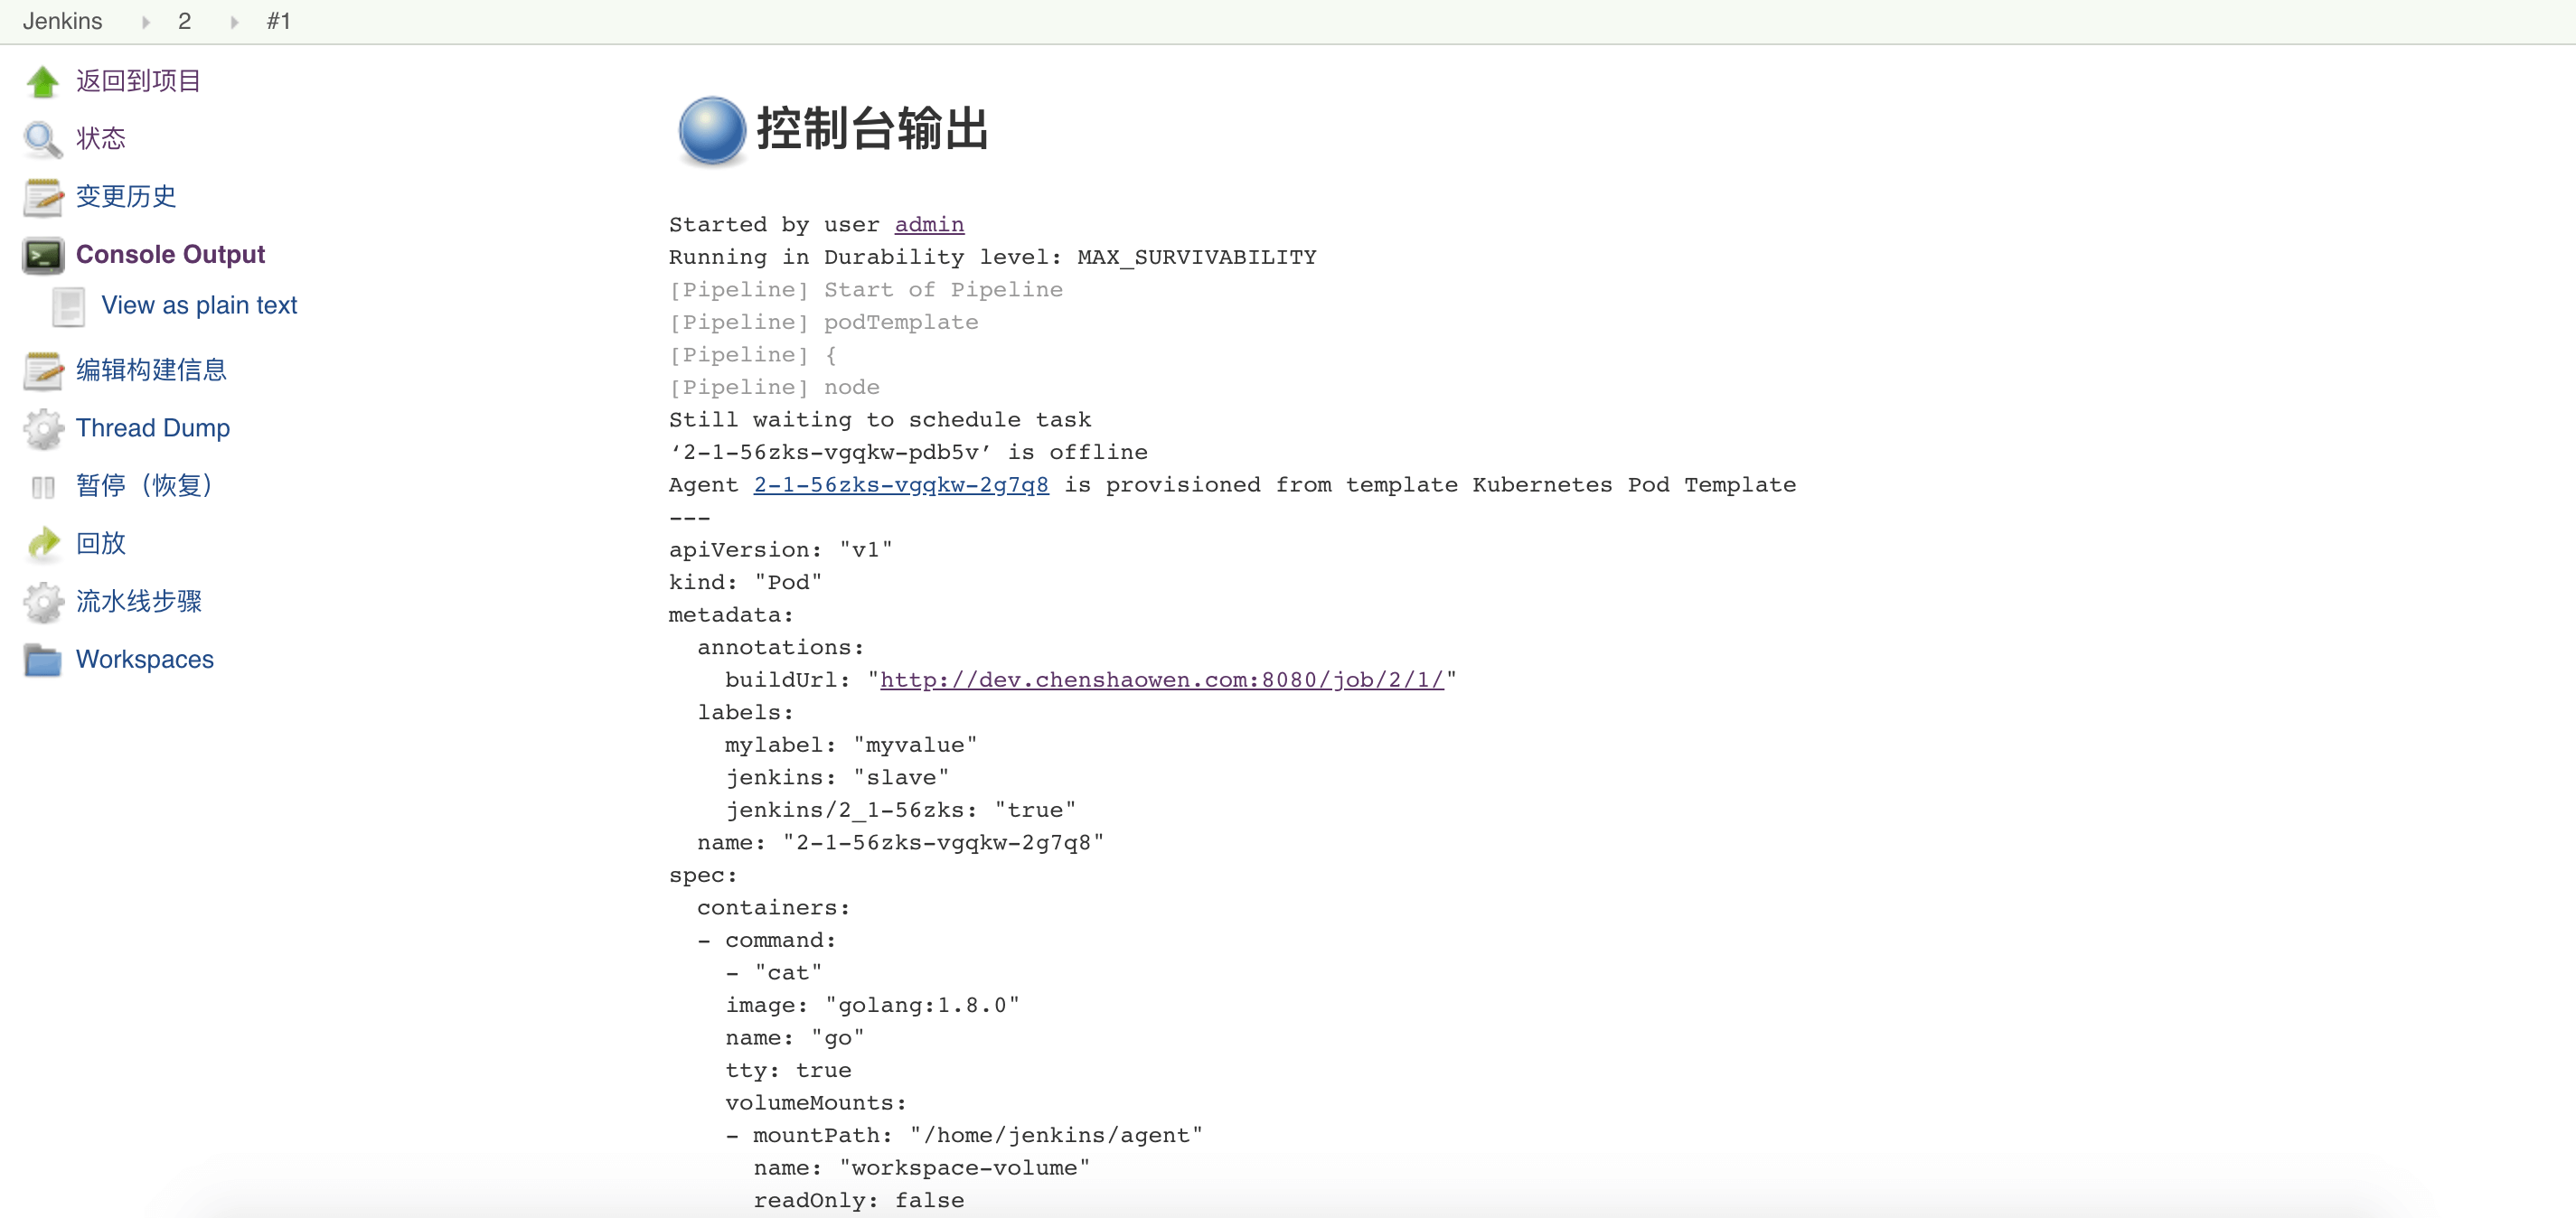 Jenkins 2 #1
返回到项目
状态
变更历史
Console Output
View as plain text
编辑构建信息
Thread Dump
暂停（恢复）
回放
流水线步骤
Workspaces
控制台输出
Started by user admin
Running in Durability level: MAX_SURVIVABILITY
[Pipeline] Start of Pipeline
[Pipeline] podTemplate
[Pipeline] {
[Pipeline] node
Still waiting to schedule task
‘2-1-56zks-vgqkw-pdb5v’ is offline
Agent 2-1-56zks-vgqkw-2g7q8 is provisioned from template Kubernetes Pod Template
---
apiVersion: "v1"
kind: "Pod"
metadata:
  annotations:
    buildUrl: "http://dev.chenshaowen.com:8080/job/2/1/"
  labels:
    mylabel: "myvalue"
    jenkins: "slave"
    jenkins/2_1-56zks: "true"
  name: "2-1-56zks-vgqkw-2g7q8"
spec:
  containers:
  - command:
    - "cat"
    image: "golang:1.8.0"
    name: "go"
    tty: true
    volumeMounts:
    - mountPath: "/home/jenkins/agent"
      name: "workspace-volume"
      readOnly: false